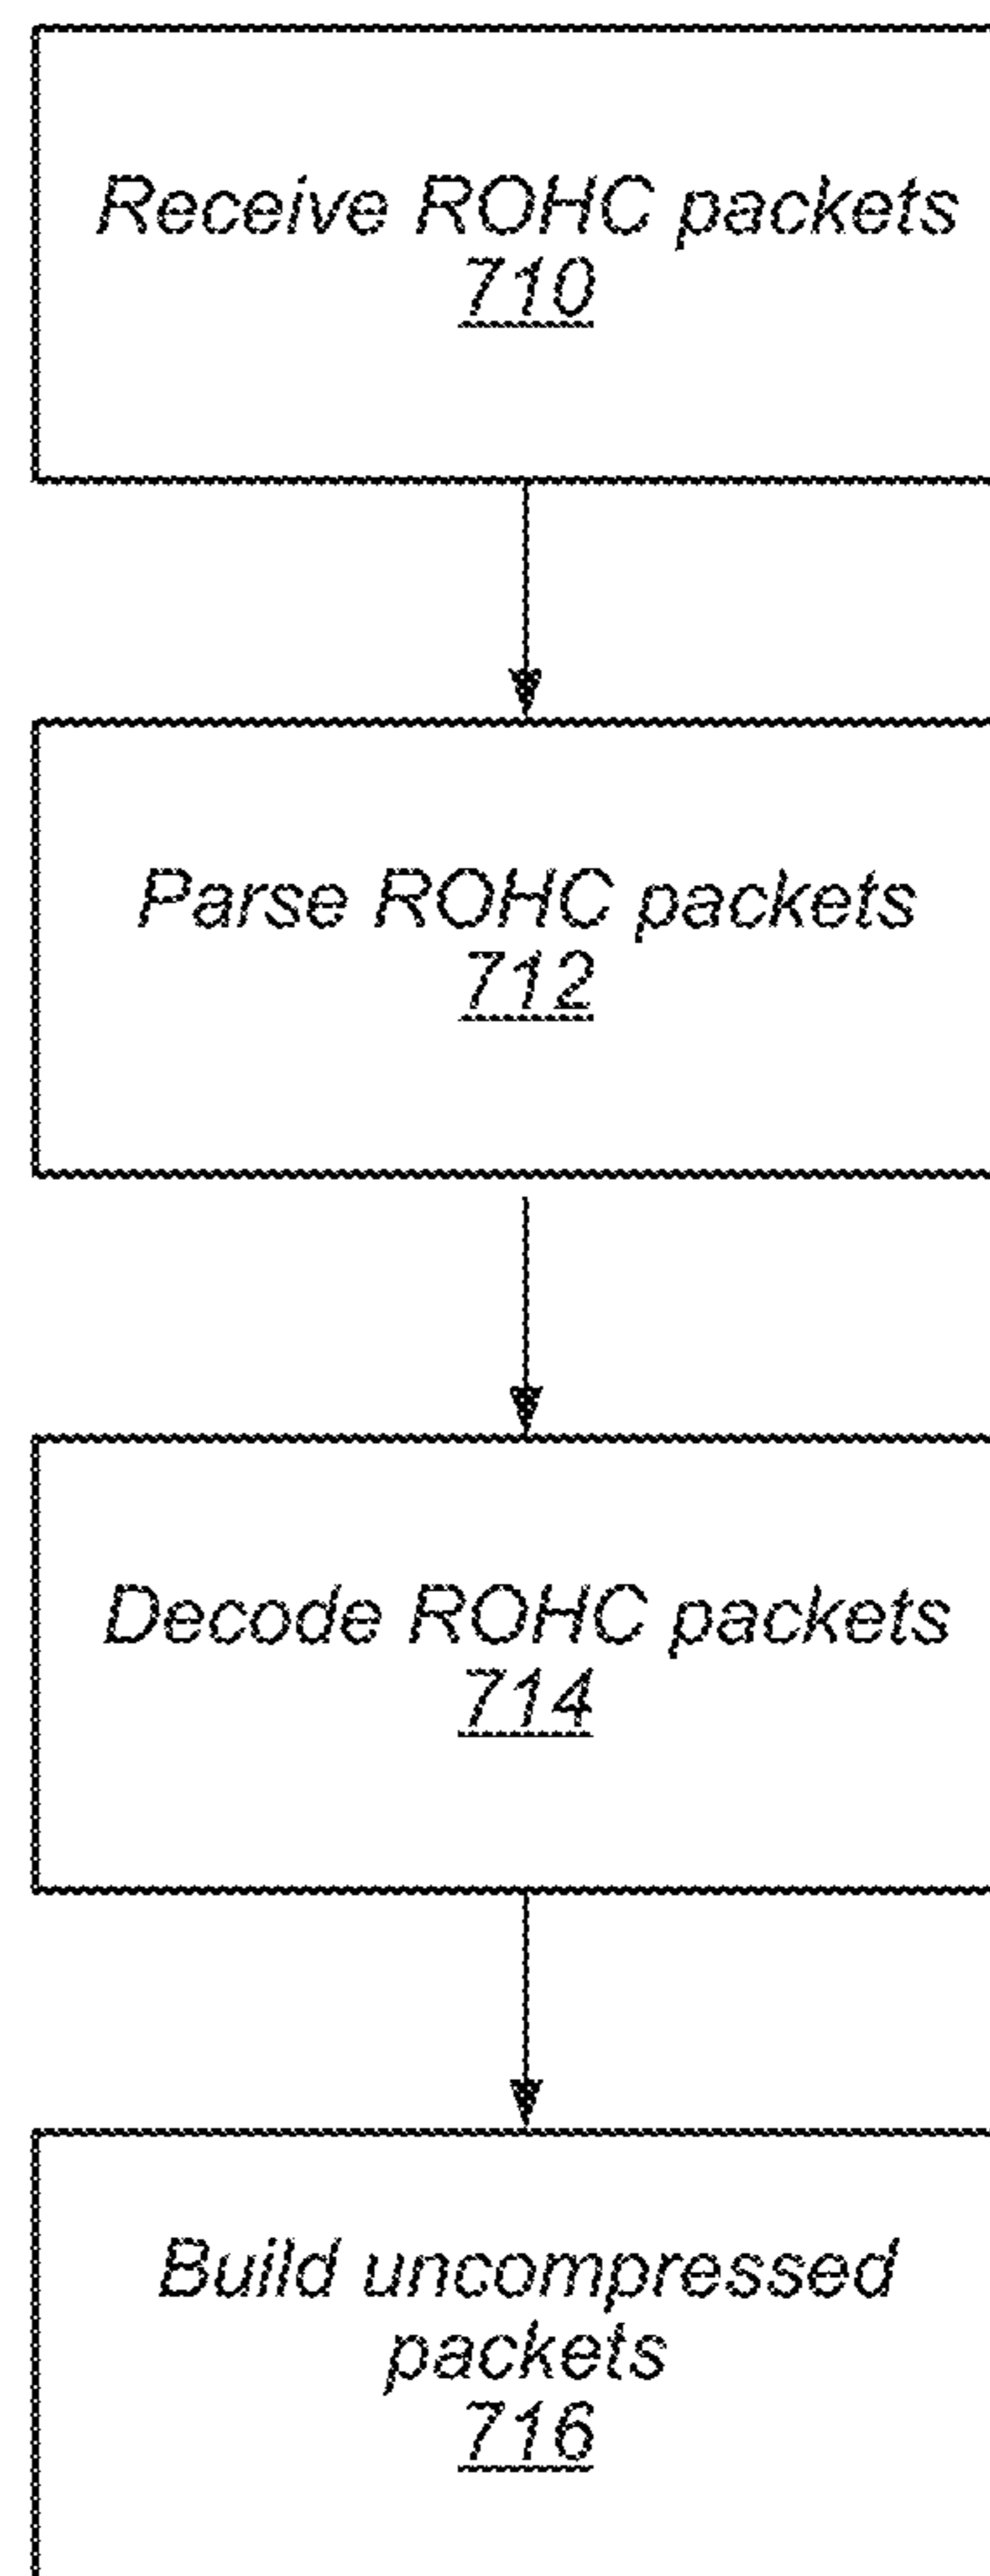 Receive ROHC packets
710
Parse ROHC packets
712
Decode ROHC packets
714
Build uncompressed
packets
716